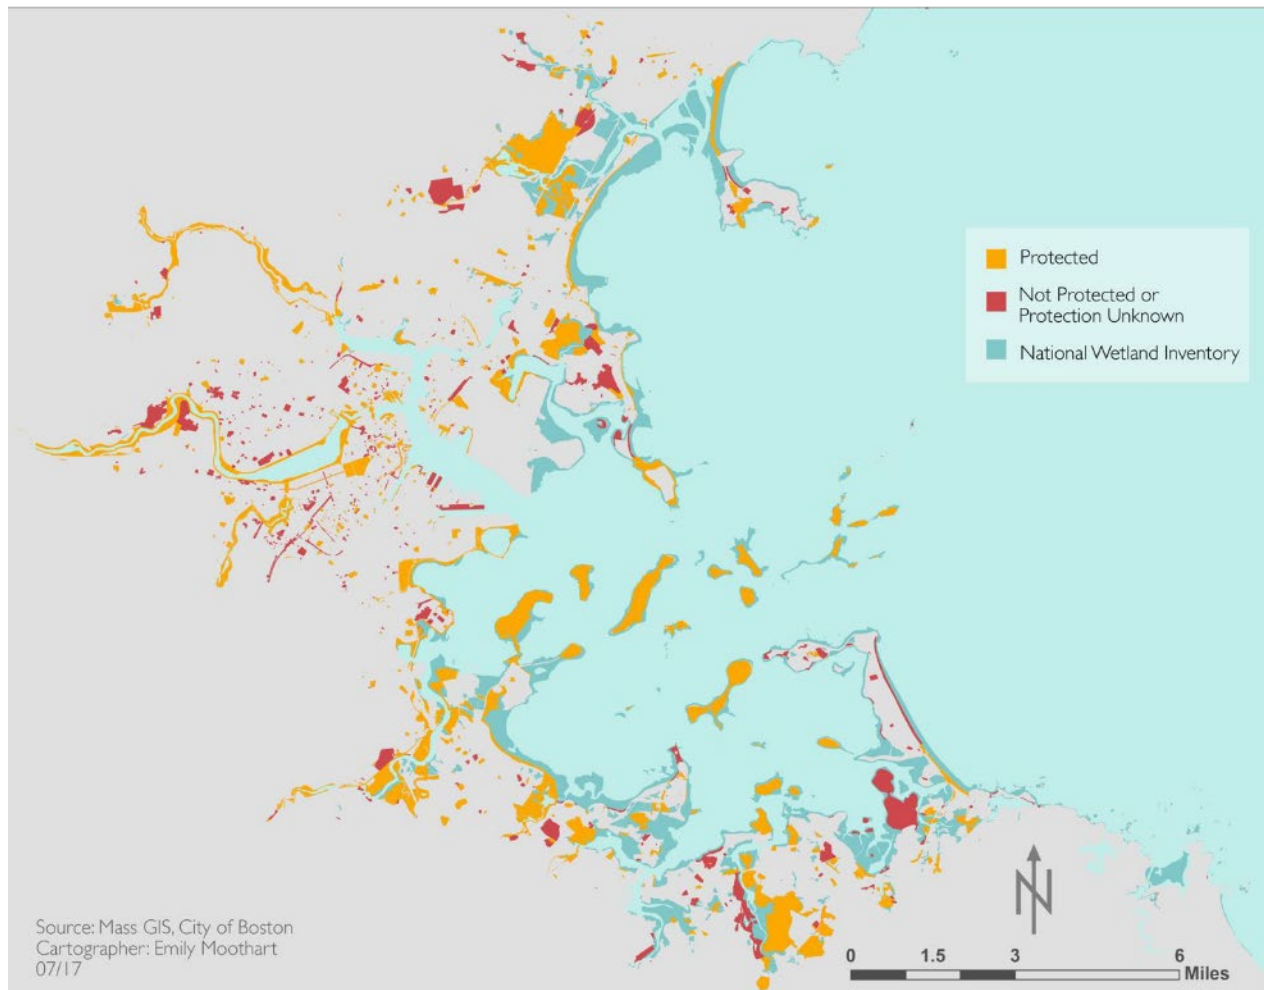 Protected
Not Protected or
Protection Unknown
National Wetland Inventory
Source: Mass GIS, City of Boston
Cartographer: Emily Moothart
07/17
N
0 1.5 3 6
Miles